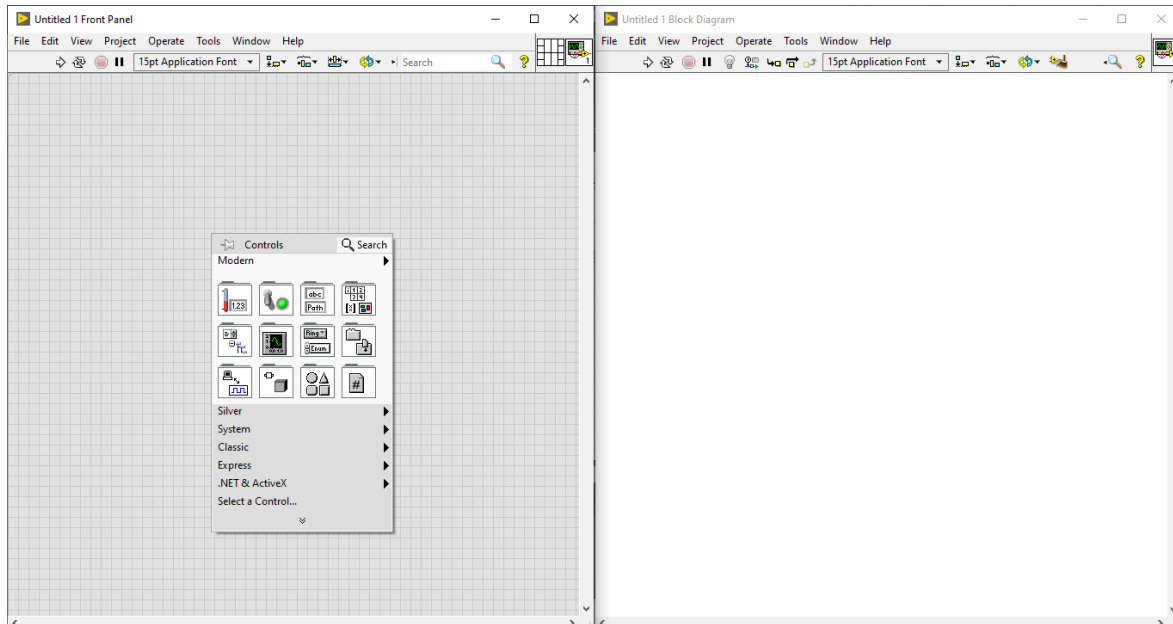 Untitled 1 Front Panel
File Edit View Project Operate Tools Window Help
15pt Application Font
Search
1
Controls
Search
Modern
1.23
abc
Path
Ring
Enum
#
Silver
System
Classic
Express
.NET & ActiveX
Select a Control...
Untitled 1 Block Diagram
File Edit View Project Operate Tools Window Help
15pt Application Font